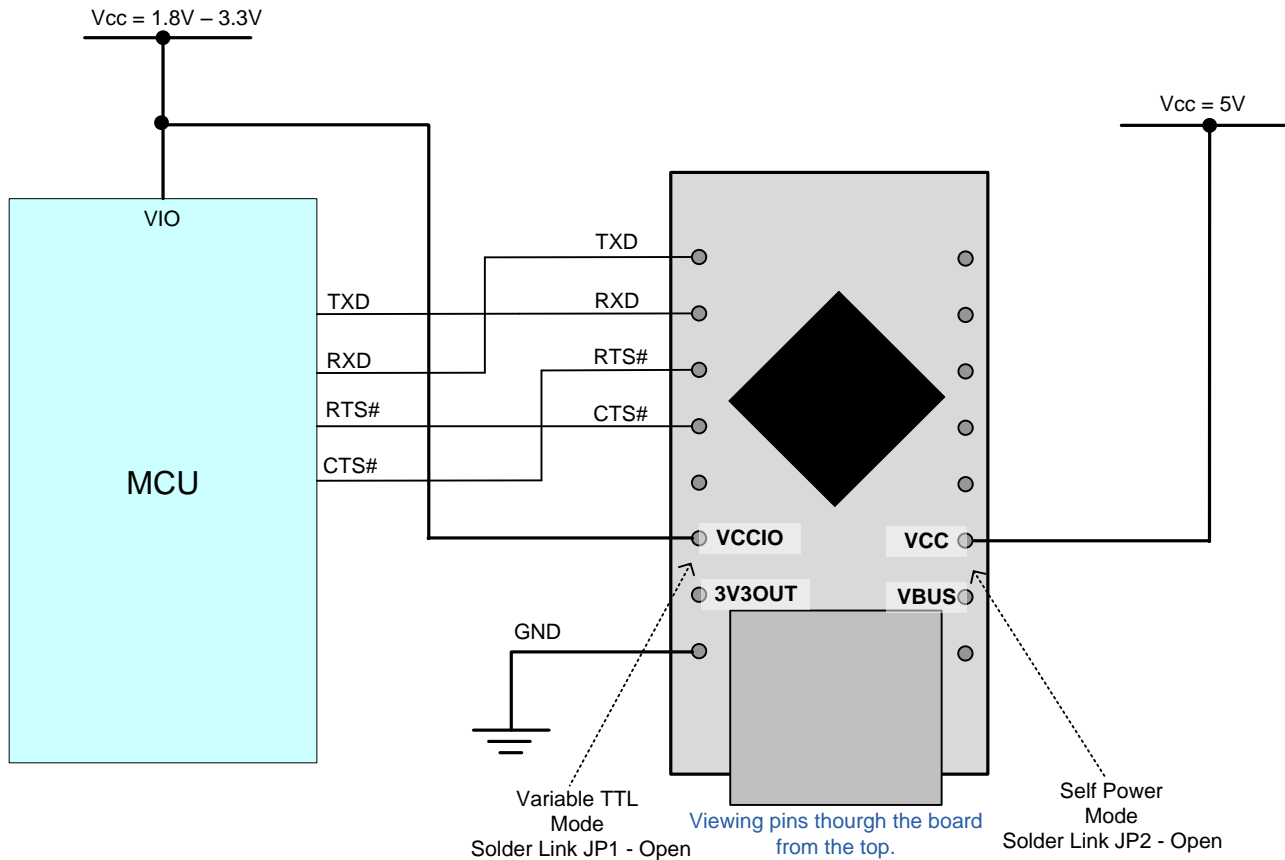 Vcc = 1.8V – 3.3V
Vcc = 5V
VIO
TXD
TXD
RXD
RXD
RTS#
RTS#
CTS#
CTS#
MCU
VCCIO
VCC
3V3OUT
VBUS
GND
Variable TTL
Mode
Solder Link JP1 - Open
Viewing pins thourgh the board
from the top.
Self Power
Mode
Solder Link JP2 - Open